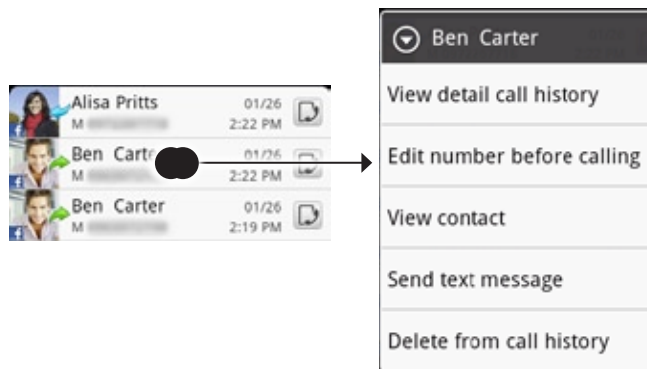 Alisa Pritts 01/26
M 2:22 PM
Ben Carte 01/26
M 2:22 PM
Ben Carter 01/26
M 2:19 PM
Ben Carter
View detail call history
Edit number before calling
View contact
Send text message
Delete from call history